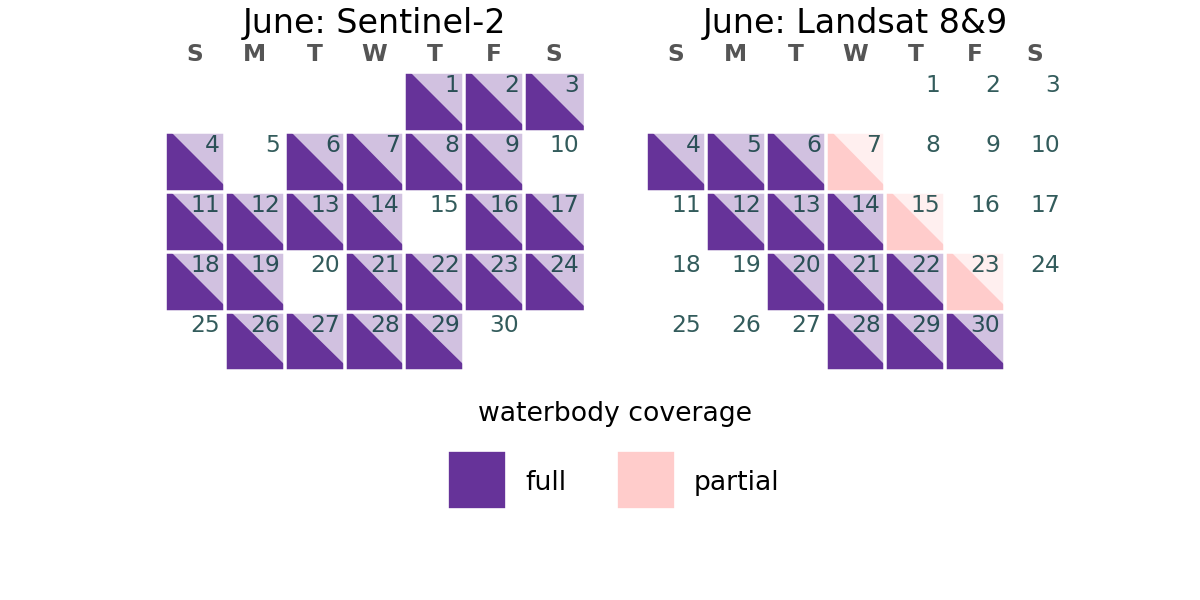 June: Sentinel-2
S M T W T F S
1 2 3
4 5 6 7 8 9 10
11 12 13 14 15 16 17
18 19 20 21 22 23 24
25 26 27 28 29 30
June: Landsat 8&9
S M T W T F S
1 2 3
4 5 6 7 8 9 10
11 12 13 14 15 16 17
18 19 20 21 22 23 24
25 26 27 28 29 30
waterbody coverage
full
partial